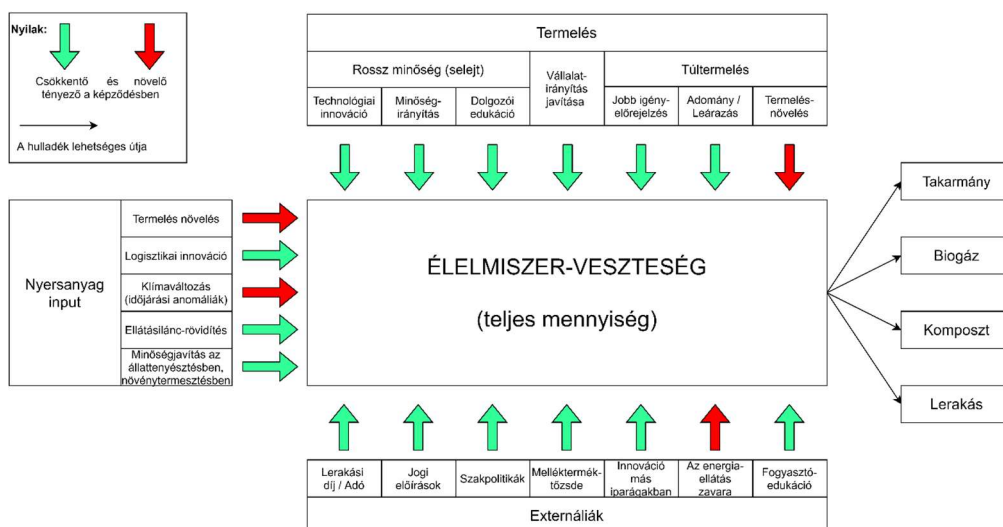 Nyilak:
Csökkentő és növelő
tényező a képződésben
A hulladék lehetséges útja
Termelés
Rossz minőség (selejt)
Vállalat-
irányítás
javítása
Túltermelés
Technológiai
innováció
Minőség-
irányítás
Dolgozói
edukáció
Jobb igény-
előrejelzés
Adomány /
Leárazás
Termelés-
növelés
Nyersanyag
input
Termelés növelés
Logisztikai innováció
Klímaváltozás
(időjárási anomáliák)
Ellátásilánc-rövidítés
Minőségjavítás az
állattenyésztésben,
növénytermesztésben
ÉLELMISZER-VESZTESÉG
(teljes mennyiség)
Takarmány
Biogáz
Komposzt
Lerakás
Lerakási
díj / Adó
Jogi
előírások
Szakpolitikák
Melléktermék-
tőzsde
Innováció
más
iparágakban
Az energia-
ellátás
zavara
Fogyasztó-
edukáció
Externáliák